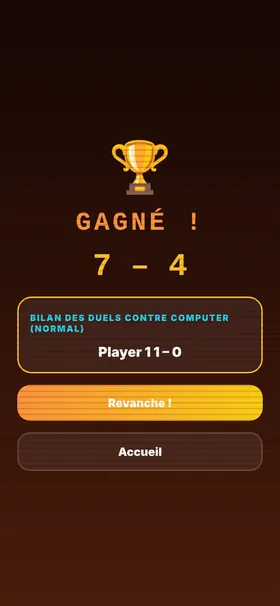 GAGNÉ !
7 – 4
BILAN DES DUELS CONTRE COMPUTER
(NORMAL)
Player 1 1 – 0
Revanche !
Accueil